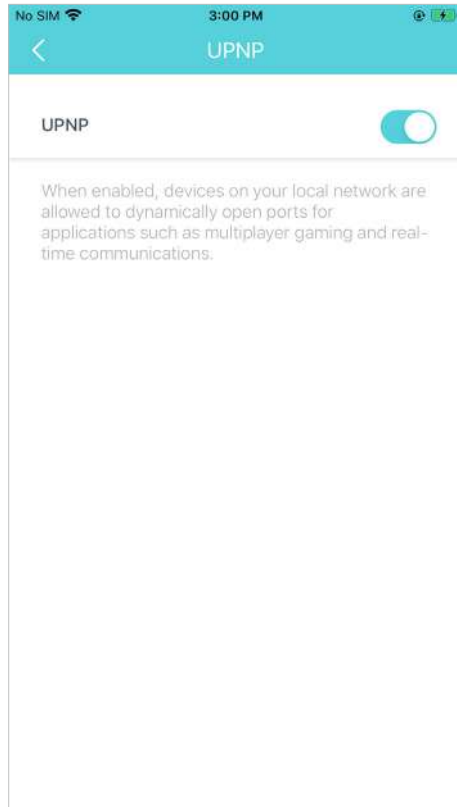 No SIM 3:00 PM
UPNP
UPNP
When enabled, devices on your local network are
allowed to dynamically open ports for
applications such as multiplayer gaming and real-
time communications.